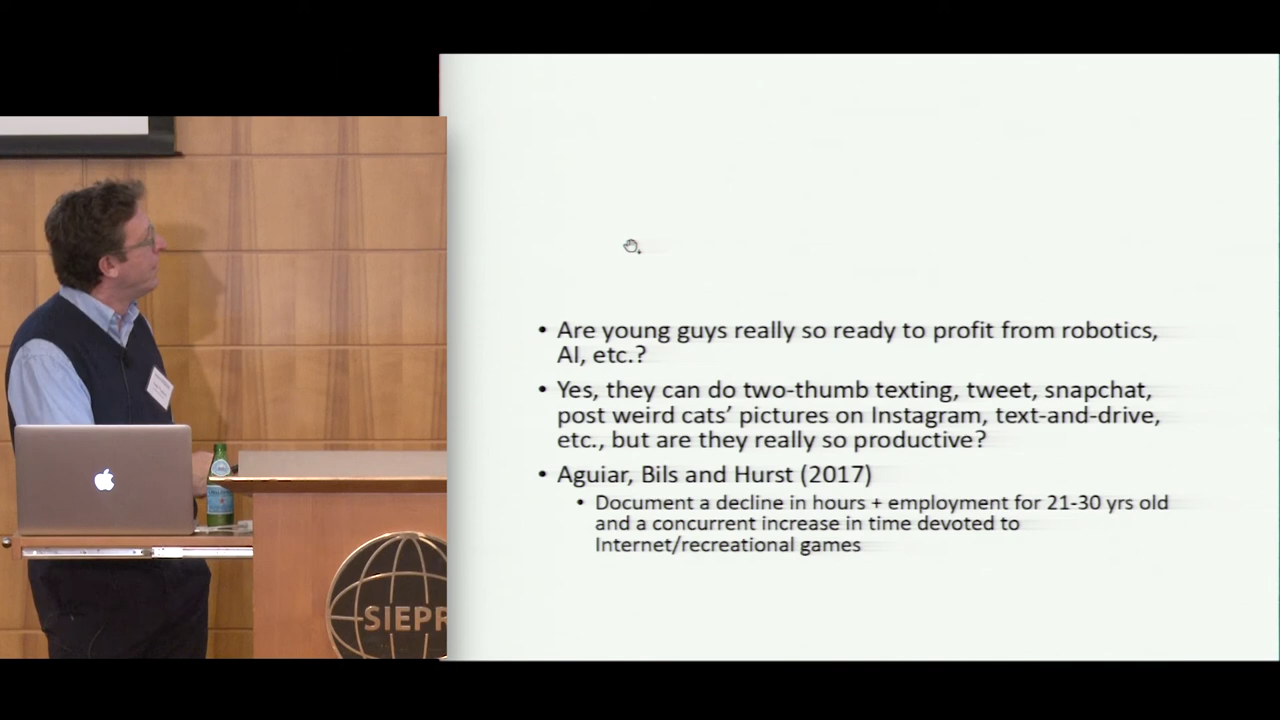 • Are young guys really so ready to profit from robotics,
AI, etc.?
• Yes, they can do two-thumb texting, tweet, snapchat,
post weird cats' pictures on Instagram, text-and-drive,
etc., but are they really so productive?
• Aguiar, Bils and Hurst (2017)
• Document a decline in hours + employment for 21-30 yrs old
and a concurrent increase in time devoted to
Internet/recreational games
SIEPR